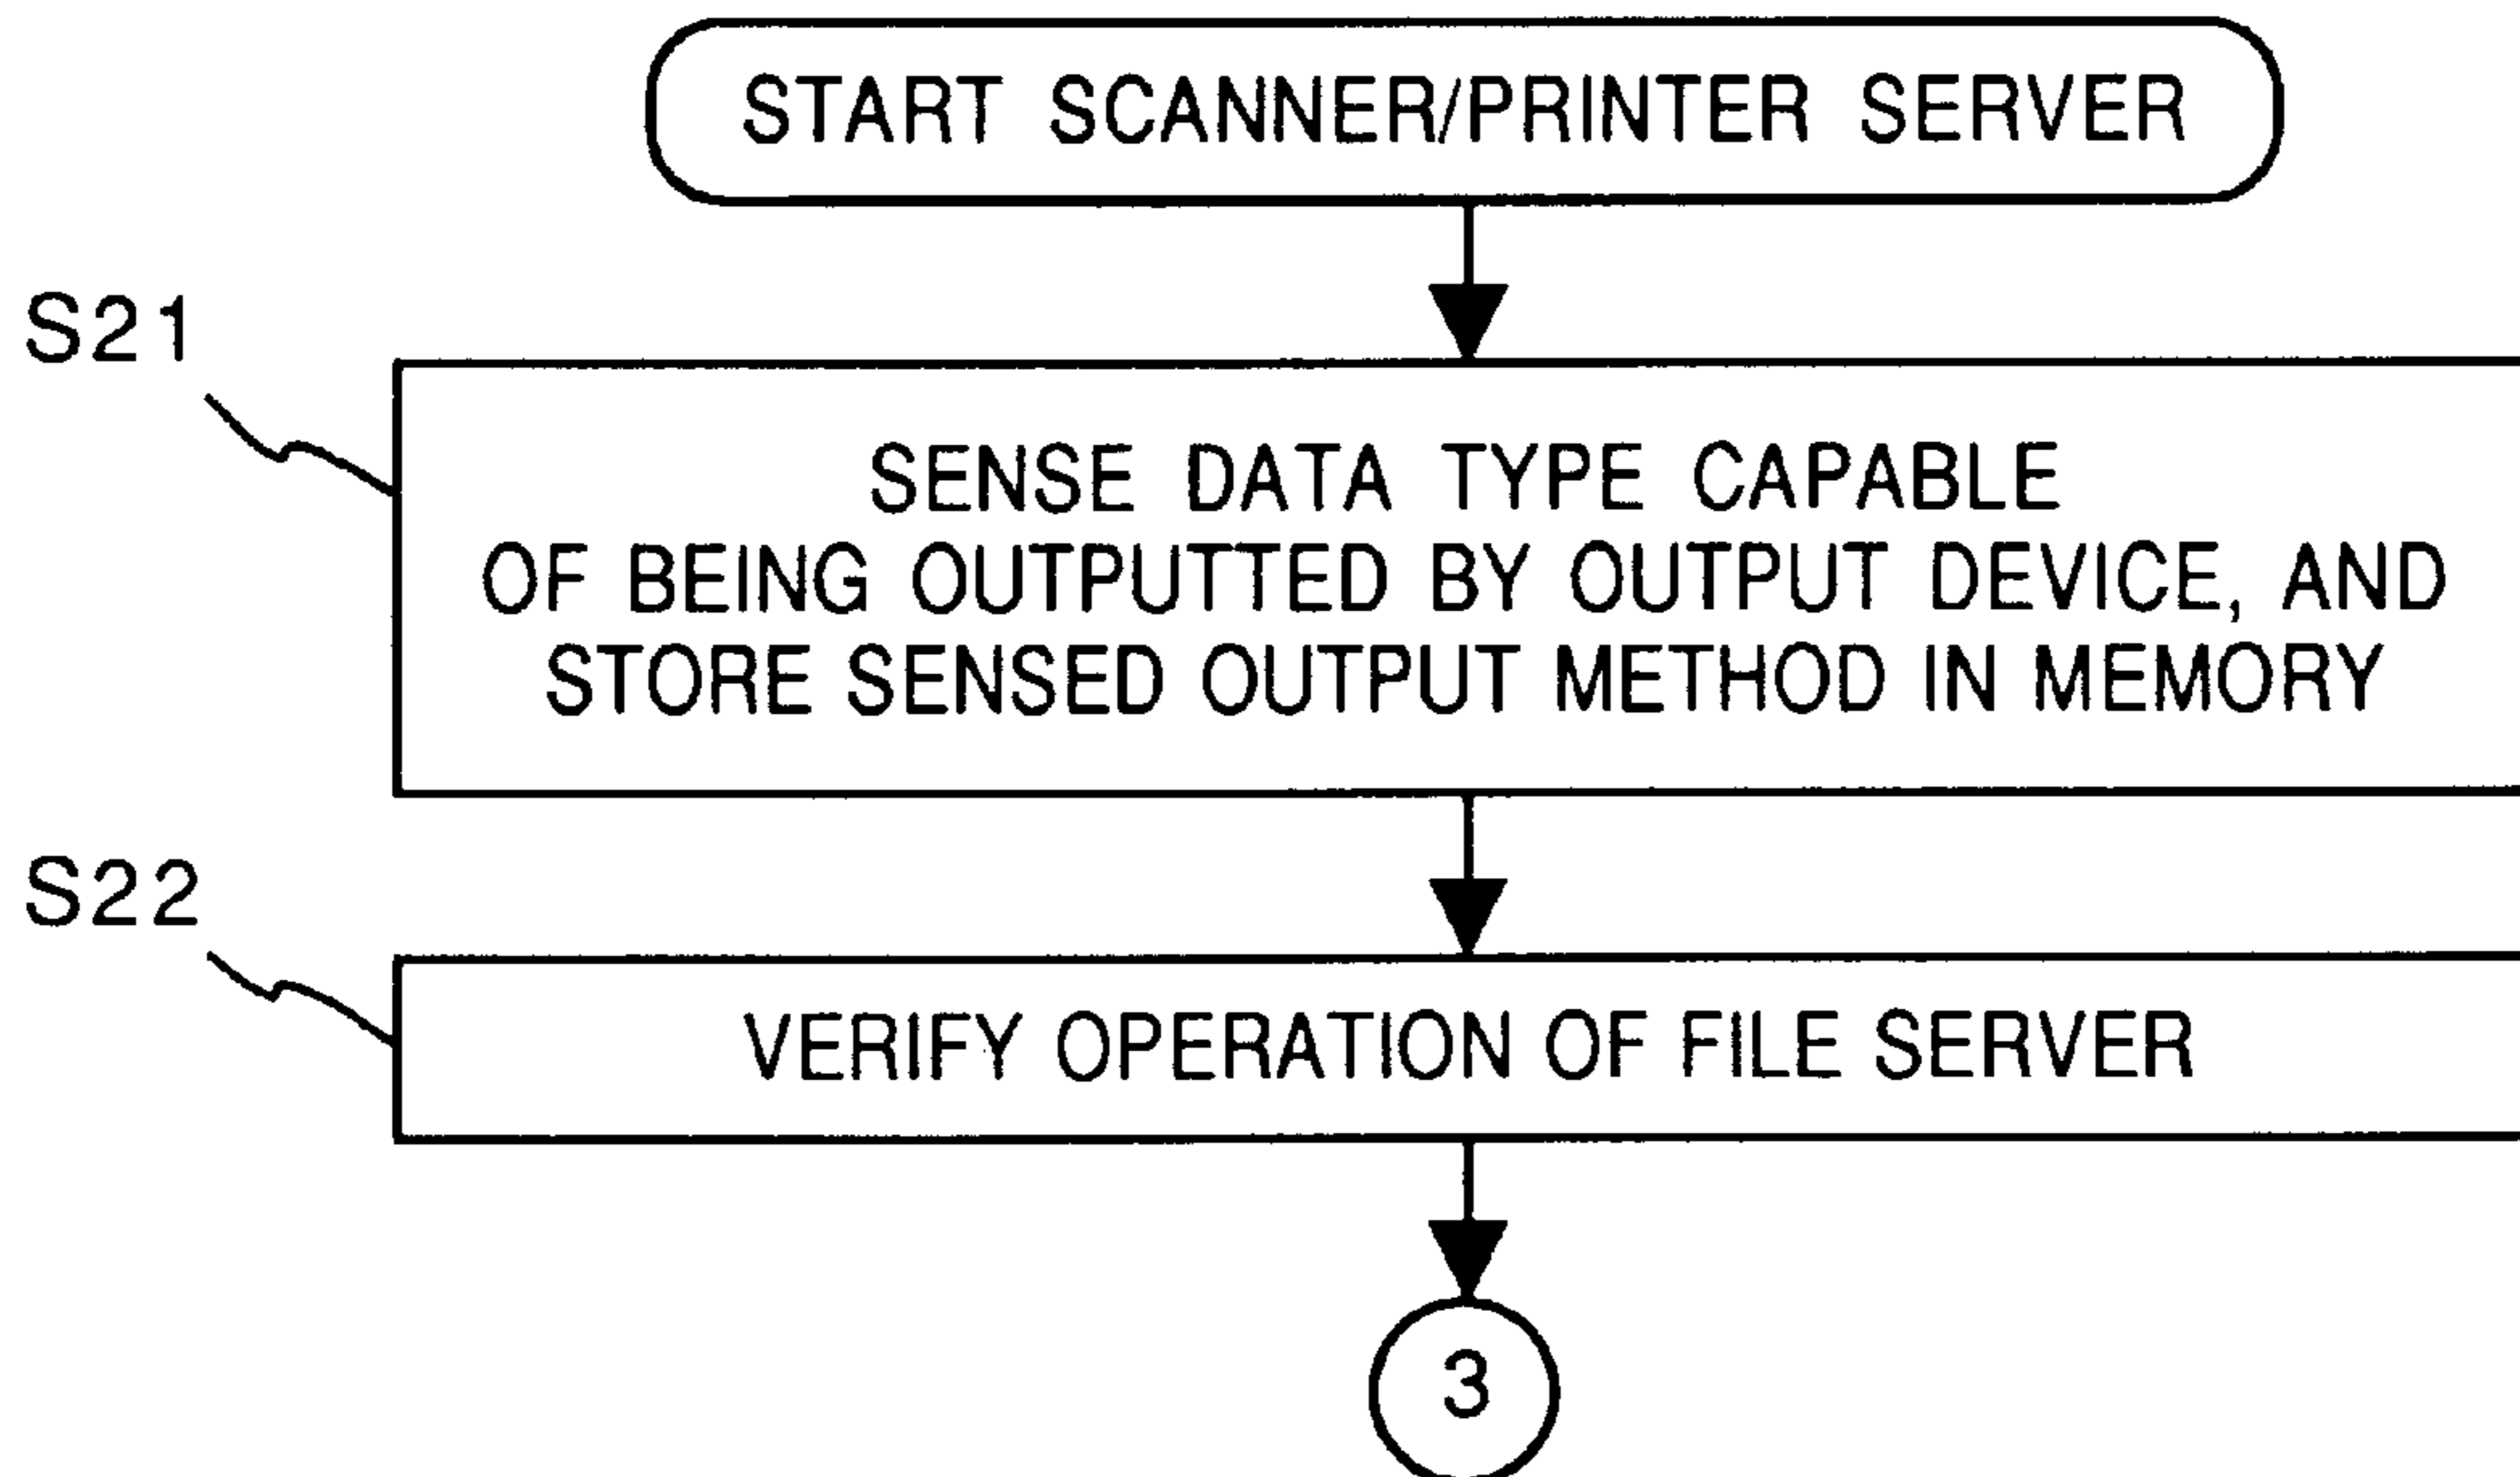 START SCANNER/PRINTER SERVER
S21
SENSE DATA TYPE CAPABLE
OF BEING OUTPUTTED BY OUTPUT DEVICE, AND
STORE SENSED OUTPUT METHOD IN MEMORY
S22
VERIFY OPERATION OF FILE SERVER
3